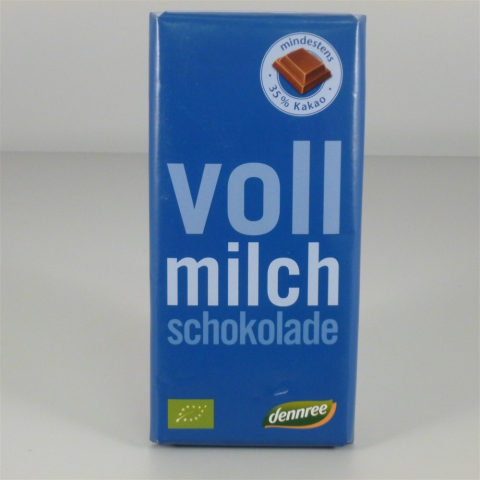 mindestens
35% Kakao
voll
milch
schokolade
dennree